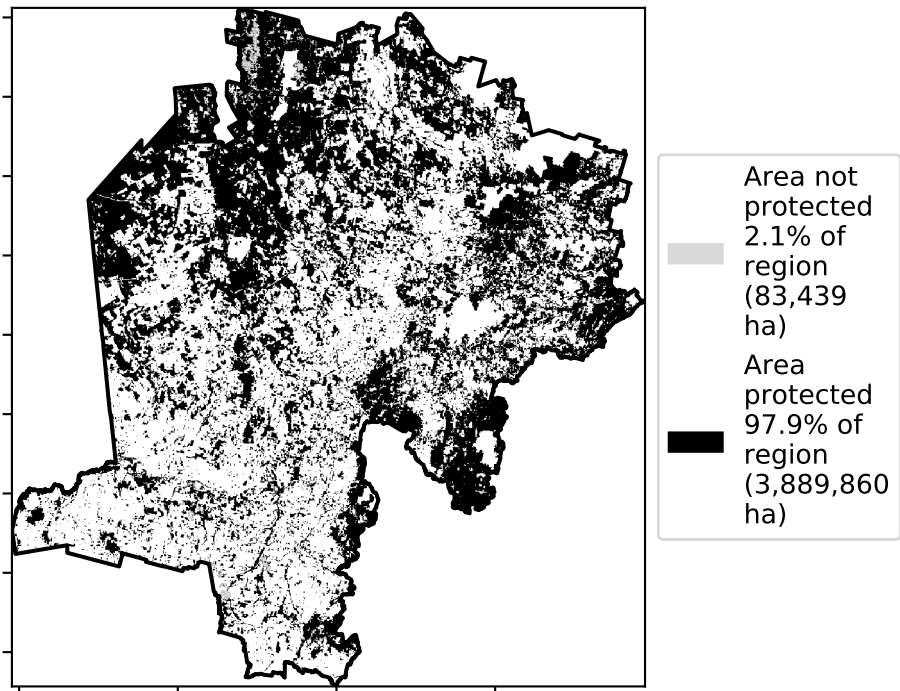 Area not
protected
2.1% of
region
(83,439
ha)
Area
protected
97.9% of
region
(3,889,860
ha)